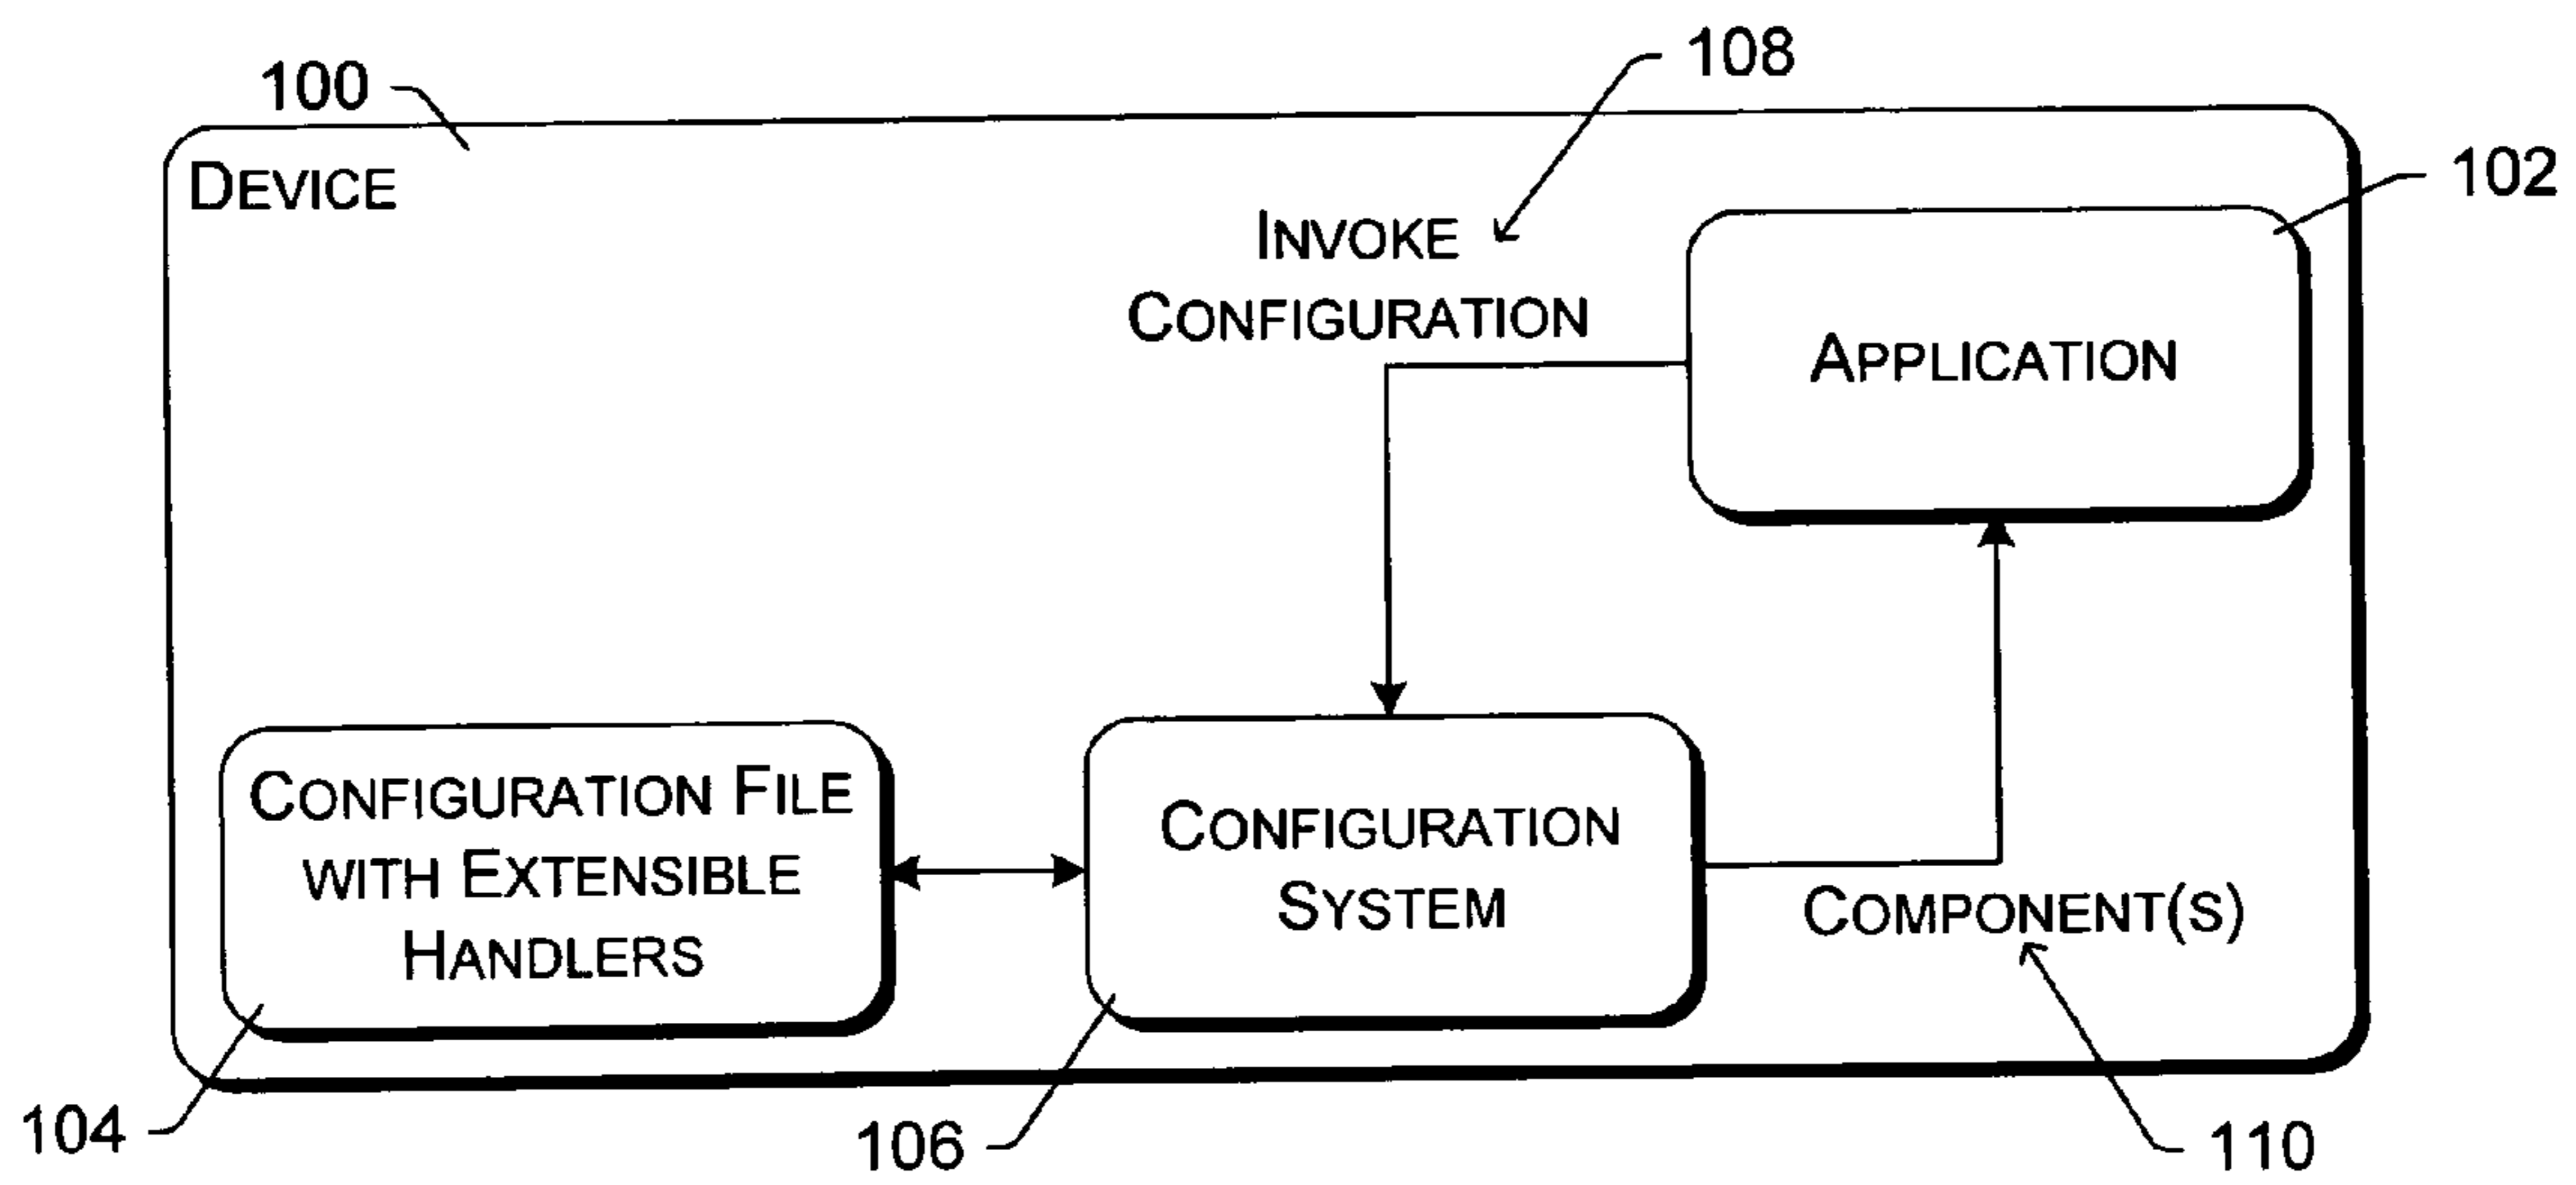 108
100
DEVICE
102
INVOKE
CONFIGURATION
APPLICATION
CONFIGURATION FILE
WITH EXTENSIBLE
HANDLERS
CONFIGURATION
SYSTEM
COMPONENT(S)
104
106
110